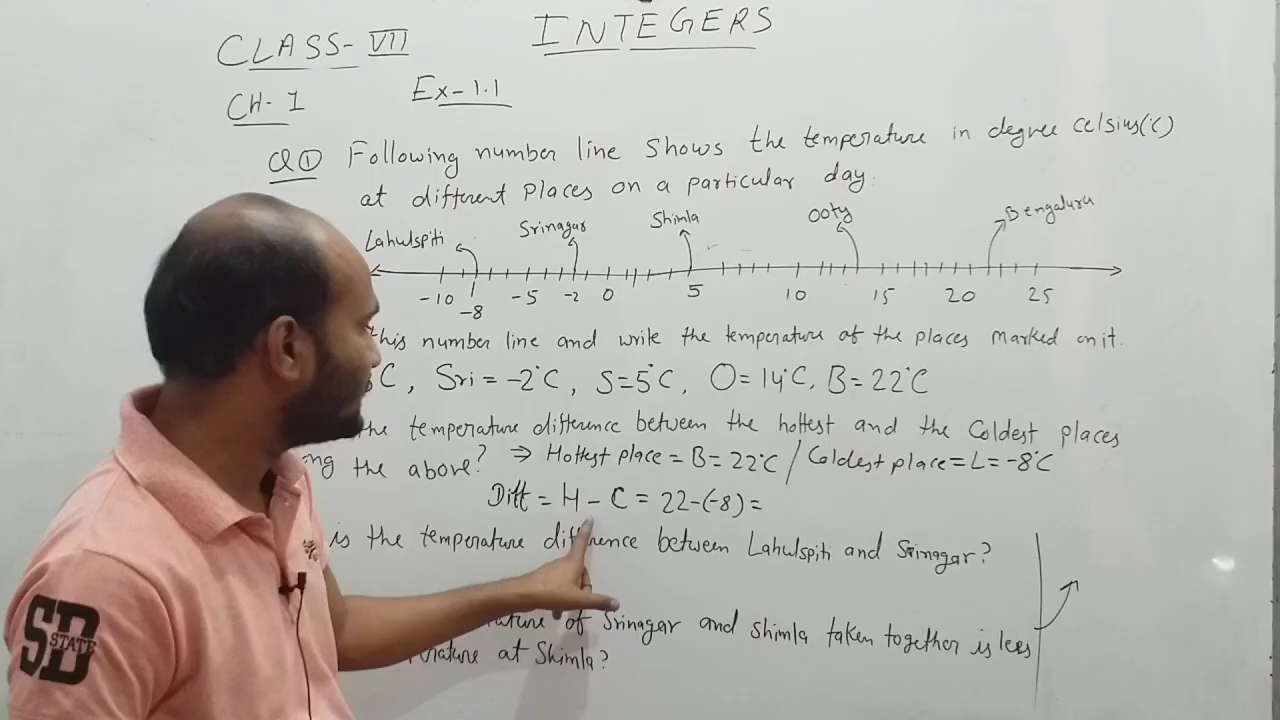 CLASS-VII INTEGERS
CH-1 Ex-1.1
Q① Following number line shows the temperature in degree celsius(°C)
at different places on a particular day.
Lahulspiti Srinagar Shimla Ooty Bengaluru
-10 -8 -5 -2 0 5 10 15 20 25
this number line and write the temperature of the places marked on it.
°C, Sri = -2°C, S=5°C, O=14°C, B=22°C
the temperature difference between the hottest and the Coldest places
the above? ⇒ Hottest place = B = 22°C / Coldest place = L = -8°C
Diff = H - C = 22-(-8) =
is the temperature difference between Lahulspiti and Srinagar?
of Srinagar and Shimla taken together is less
at Shimla?
SD
STATE